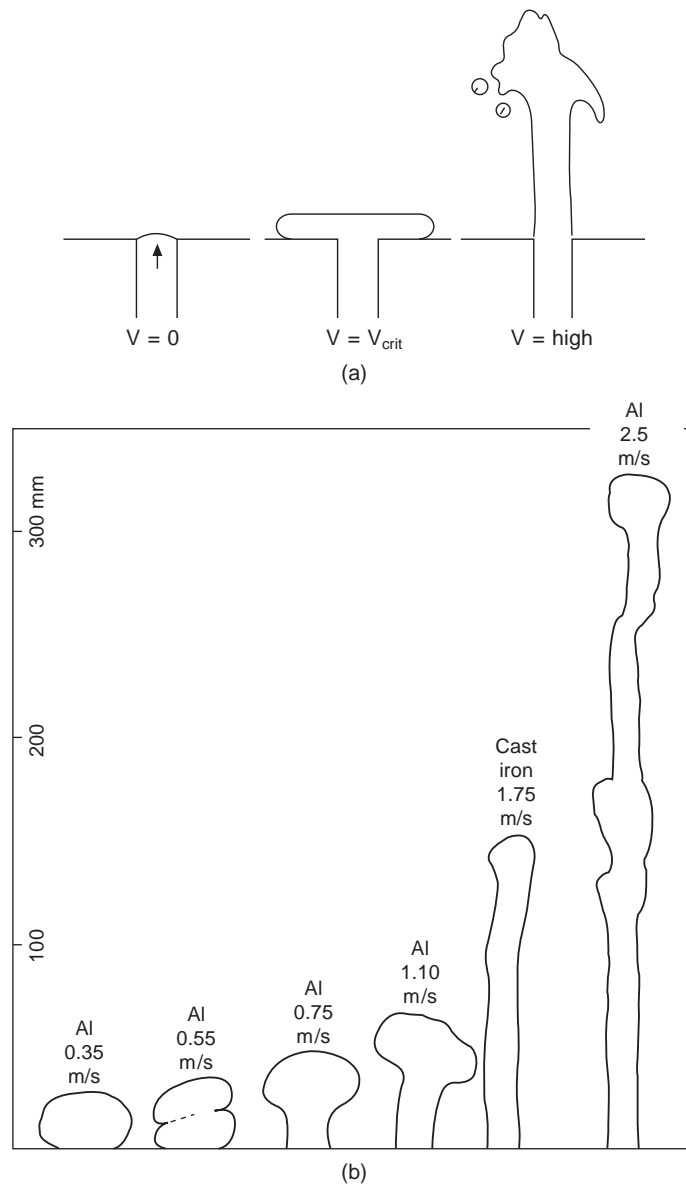 V = 0
V = Vcrit
V = high
(a)
Al
2.5
m/s
300 mm
200
Cast
iron
1.75
m/s
100
Al
1.10
m/s
Al
0.75
m/s
Al
0.55
m/s
Al
0.35
m/s
(b)